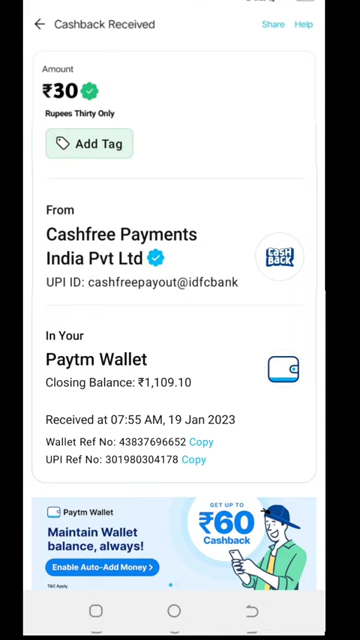 Cashback Received
Share
Help
Amount
₹30
Rupees Thirty Only
Add Tag
From
Cashfree Payments
India Pvt Ltd
CASH
BACK
UPI ID: cashfreepayout@idfcbank
In Your
Paytm Wallet
Closing Balance: ₹1,109.10
Received at 07:55 AM, 19 Jan 2023
Wallet Ref No: 43837696652 Copy
UPI Ref No: 301980304178 Copy
Paytm Wallet
Maintain Wallet
balance, always!
Enable Auto-Add Money >
T&C Apply
GET UP TO
₹60
Cashback